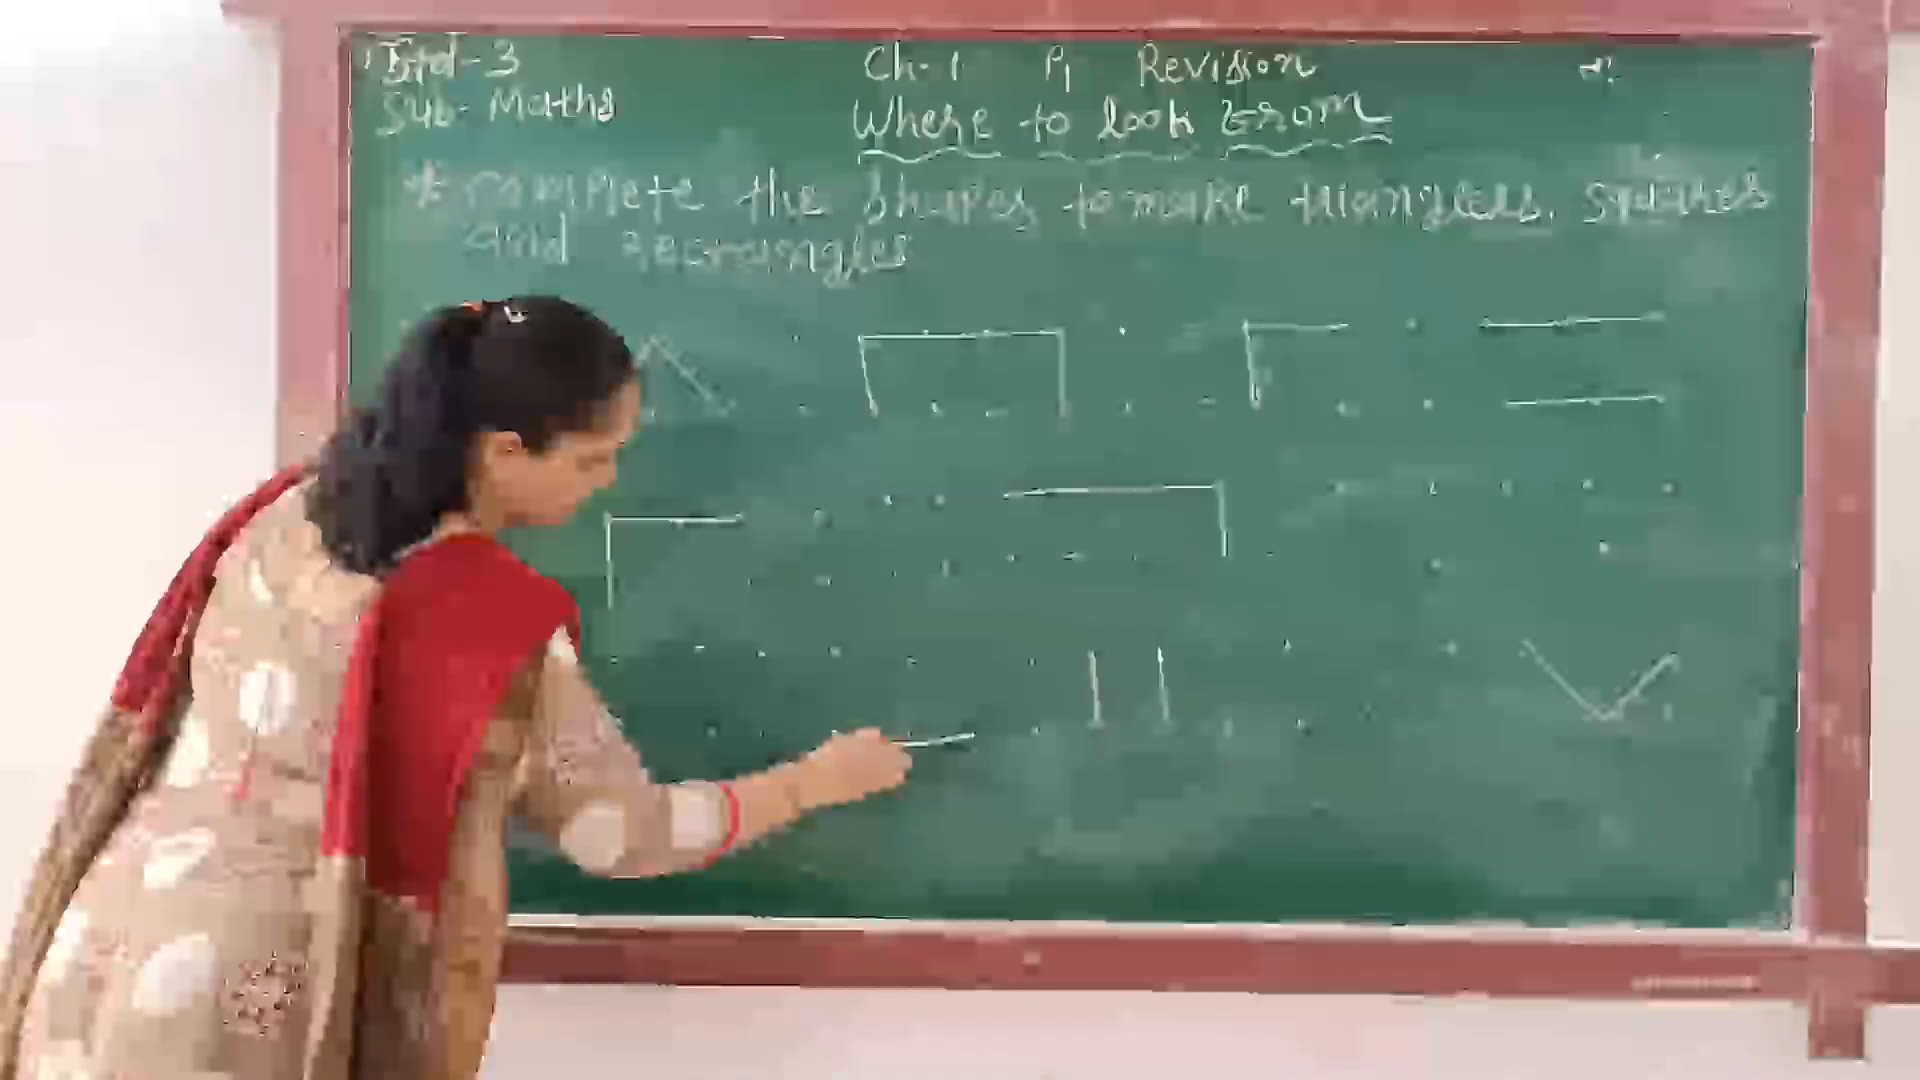 Std-3
Ch-1 P1 Revision
Sub- Maths
Where to look from
* complete the shapes to make triangles, squares
and rectangles